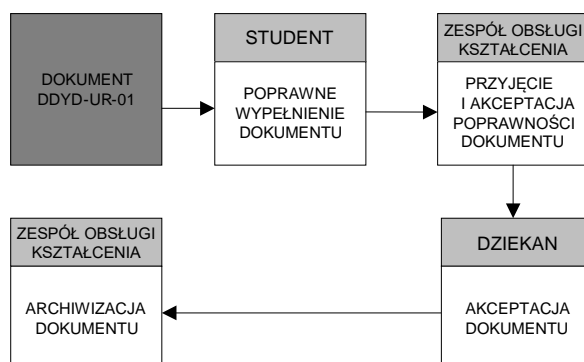 DOKUMENT
DDYD-UR-01
STUDENT
POPRAWNE
WYPEŁNIENIE
DOKUMENTU
ZESPÓŁ OBSŁUGI
KSZTAŁCENIA
PRZYJĘCIE
I AKCEPTACJA
POPRAWNOŚCI
DOKUMENTU
DZIEKAN
AKCEPTACJA
DOKUMENTU
ZESPÓŁ OBSŁUGI
KSZTAŁCENIA
ARCHIWIZACJA
DOKUMENTU